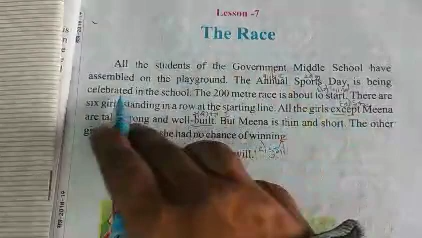 Lesson -7
The Race
All the students of the Government Middle School have
assembled on the playground. The Annual Sports Day, is being
celebrated in the school. The 200 metre race is about to start. There are
six girls standing in a row at the starting line. All the girls except Meena
are tall, strong and well-built. But Meena is thin and short. The other
she had no chance of winning.
will.